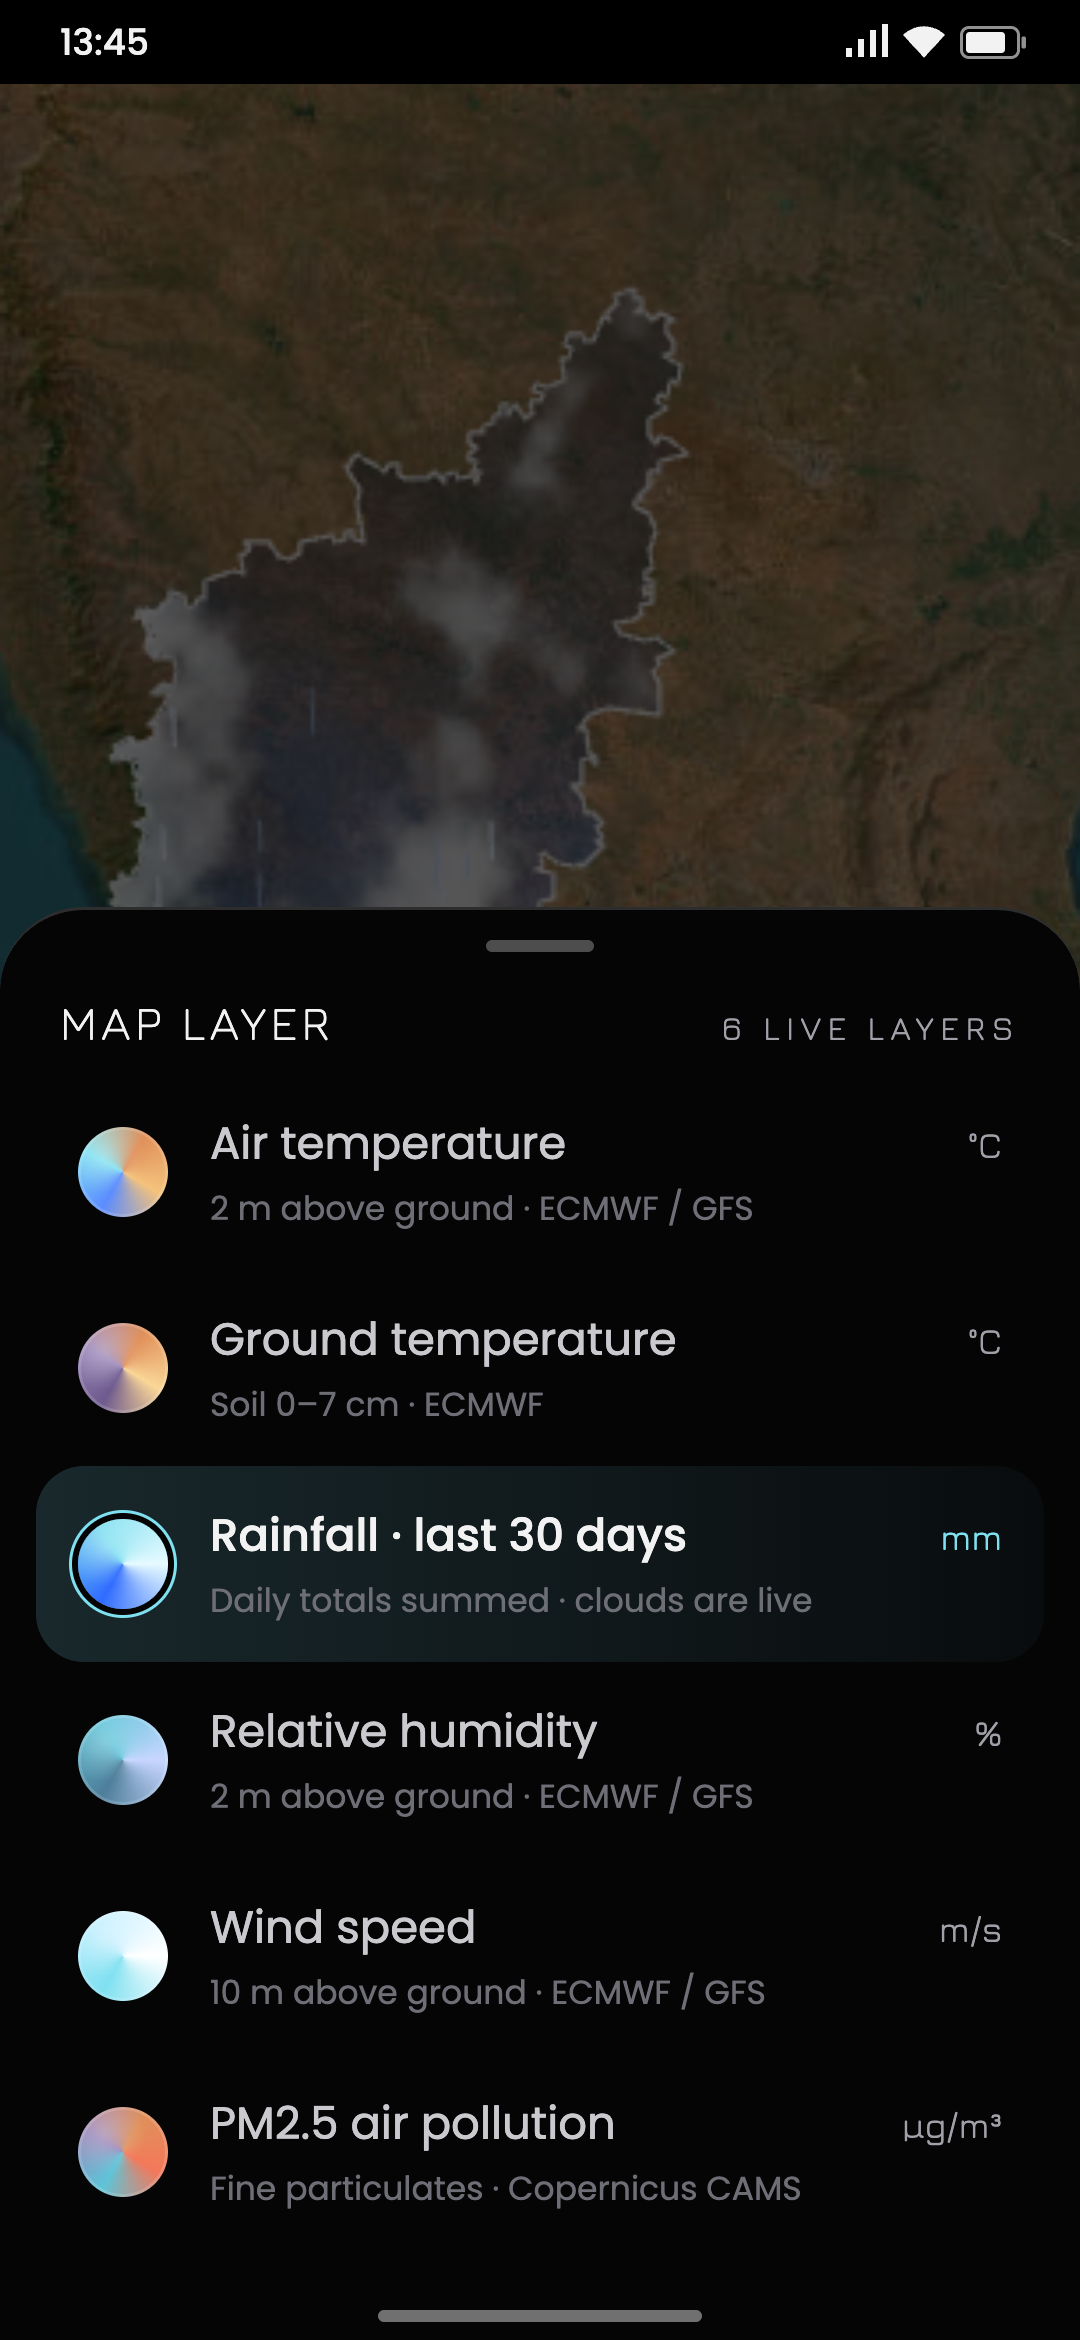 13:45
MAP LAYER
6 LIVE LAYERS
Air temperature
°C
2 m above ground · ECMWF / GFS
Ground temperature
°C
Soil 0–7 cm · ECMWF
Rainfall · last 30 days
mm
Daily totals summed · clouds are live
Relative humidity
%
2 m above ground · ECMWF / GFS
Wind speed
m/s
10 m above ground · ECMWF / GFS
PM2.5 air pollution
µg/m³
Fine particulates · Copernicus CAMS